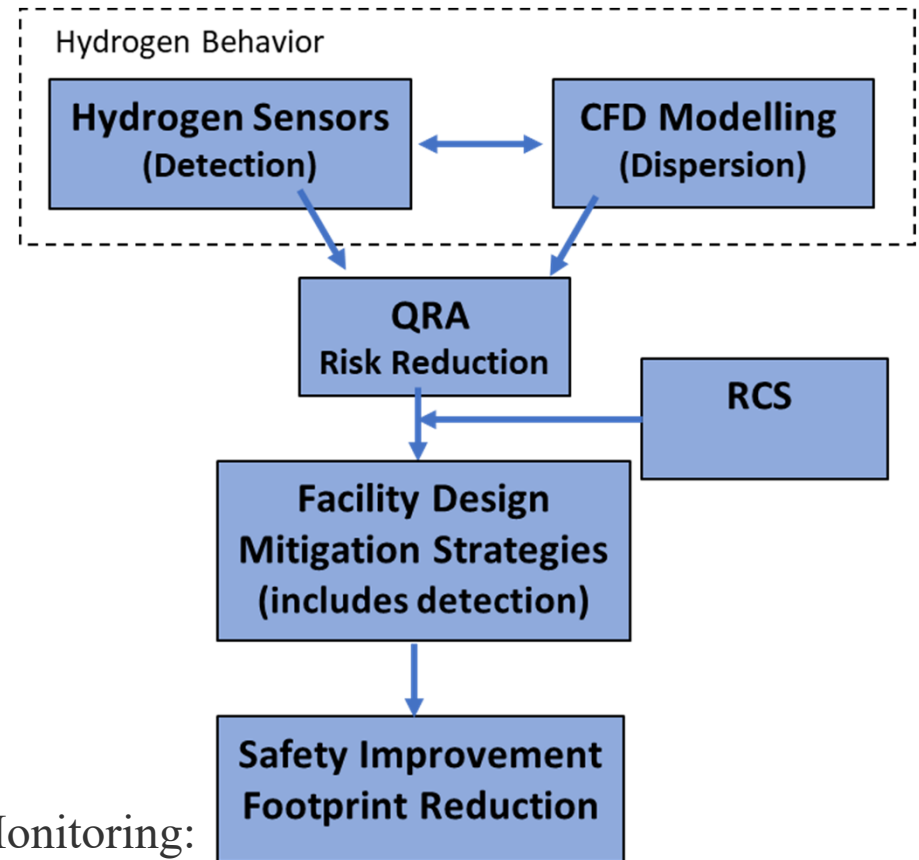 Hydrogen Behavior
Hydrogen Sensors
(Detection)
CFD Modelling
(Dispersion)
QRA
Risk Reduction
RCS
Facility Design
Mitigation Strategies
(includes detection)
Safety Improvement
Footprint Reduction